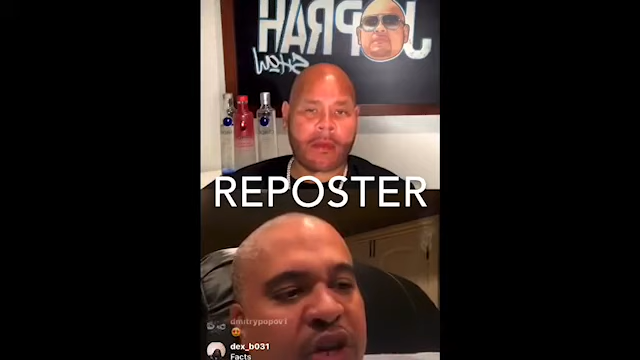 JOPRAH
Show
REPOSTER
dmitrypopov1
😍
dex_b031
Facts